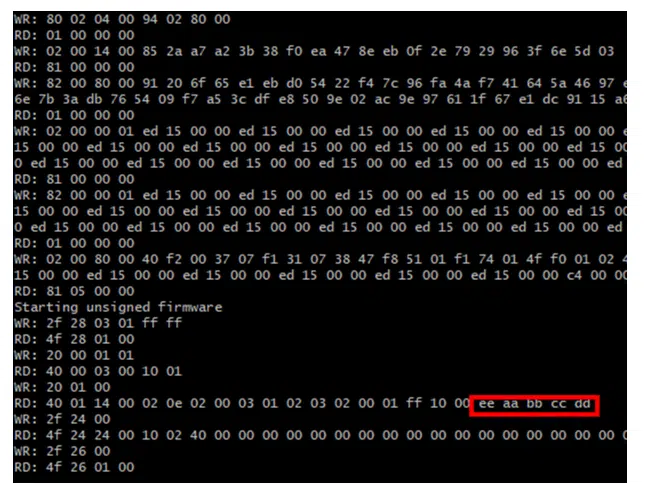 WR: 80 02 04 00 94 02 80 00
RD: 01 00 00 00
WR: 02 00 14 00 85 2a a7 a2 3b 38 f0 ea 47 8e eb 0f 2e 79 29 96 3f 6e 5d 03
RD: 81 00 00 00
WR: 82 00 80 00 91 20 6f 65 e1 eb d0 54 22 f4 7c 96 fa 4a f7 41 64 5a 46 97
6e 7b 3a db 76 54 09 f7 a5 3c df e8 50 9e 02 ac 9e 97 61 1f 67 e1 dc 91 15
RD: 01 00 00 00
WR: 02 00 00 01 ed 15 00 00 ed 15 00 00 ed 15 00 00 ed 15 00 00 ed 15 00 00
15 00 00 ed 15 00 00 ed 15 00 00 ed 15 00 00 ed 15 00 00 ed 15 00 00 ed 15
0 ed 15 00 00 ed 15 00 00 ed 15 00 00 ed 15 00 00 ed 15 00 00 ed 15 00 00 ed
RD: 81 00 00 00
WR: 82 00 00 01 ed 15 00 00 ed 15 00 00 ed 15 00 00 ed 15 00 00 ed 15 00 00
15 00 00 ed 15 00 00 ed 15 00 00 ed 15 00 00 ed 15 00 00 ed 15 00 00 ed 15
0 ed 15 00 00 ed 15 00 00 ed 15 00 00 ed 15 00 00 ed 15 00 00 ed 15 00 00 ed
RD: 01 00 00 00
WR: 02 00 80 00 40 f2 00 37 07 f1 31 07 38 47 f8 51 01 f1 74 01 4f f0 01 02
15 00 00 ed 15 00 00 ed 15 00 00 ed 15 00 00 ed 15 00 00 ed 15 00 00 c4 00
RD: 81 05 00 00
Starting unsigned firmware
WR: 2f 28 03 01 ff ff
RD: 4f 28 01 00
WR: 20 00 01 01
RD: 40 00 03 00 10 01
WR: 20 01 00
RD: 40 01 14 00 02 0e 02 00 03 01 02 03 02 00 01 ff 10 00 ee aa bb cc dd
WR: 2f 24 00
RD: 4f 24 24 00 10 02 40 00 00 00 00 00 00 00 00 00 00 00 00 00 00 00 00 00
WR: 2f 26 00
RD: 4f 26 01 00